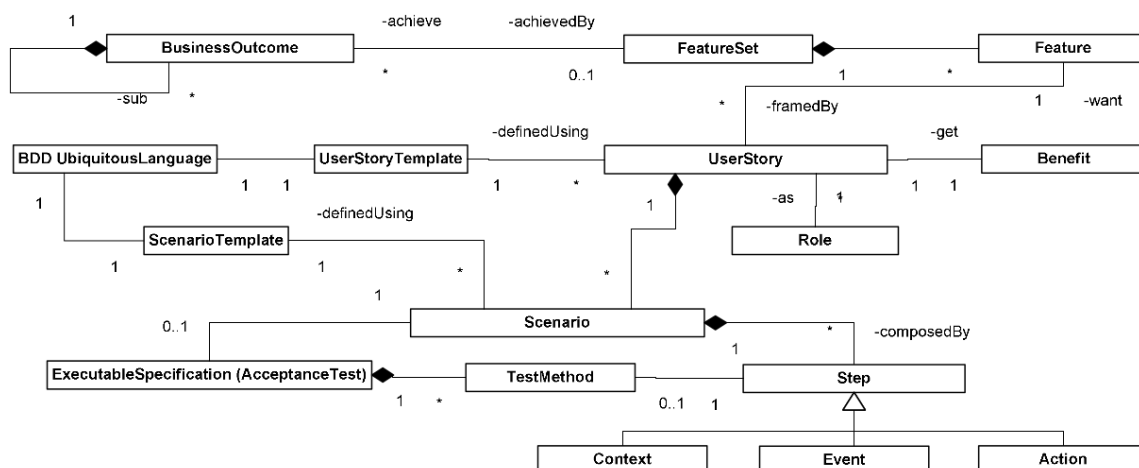 1 -achieve -achievedBy
BusinessOutcome FeatureSet Feature
* 0..1 1 *
-sub *
* -framedBy 1 -want
-definedUsing -get
BDD UbiquitousLanguage UserStoryTemplate UserStory Benefit
1 1 1 * 1 1
1 -definedUsing 1 -as 1 *
ScenarioTemplate Role
1 1 * *
1
0..1 Scenario * -composedBy
1
ExecutableSpecification (AcceptanceTest) TestMethod Step
1 * 0..1 1
Context Event Action